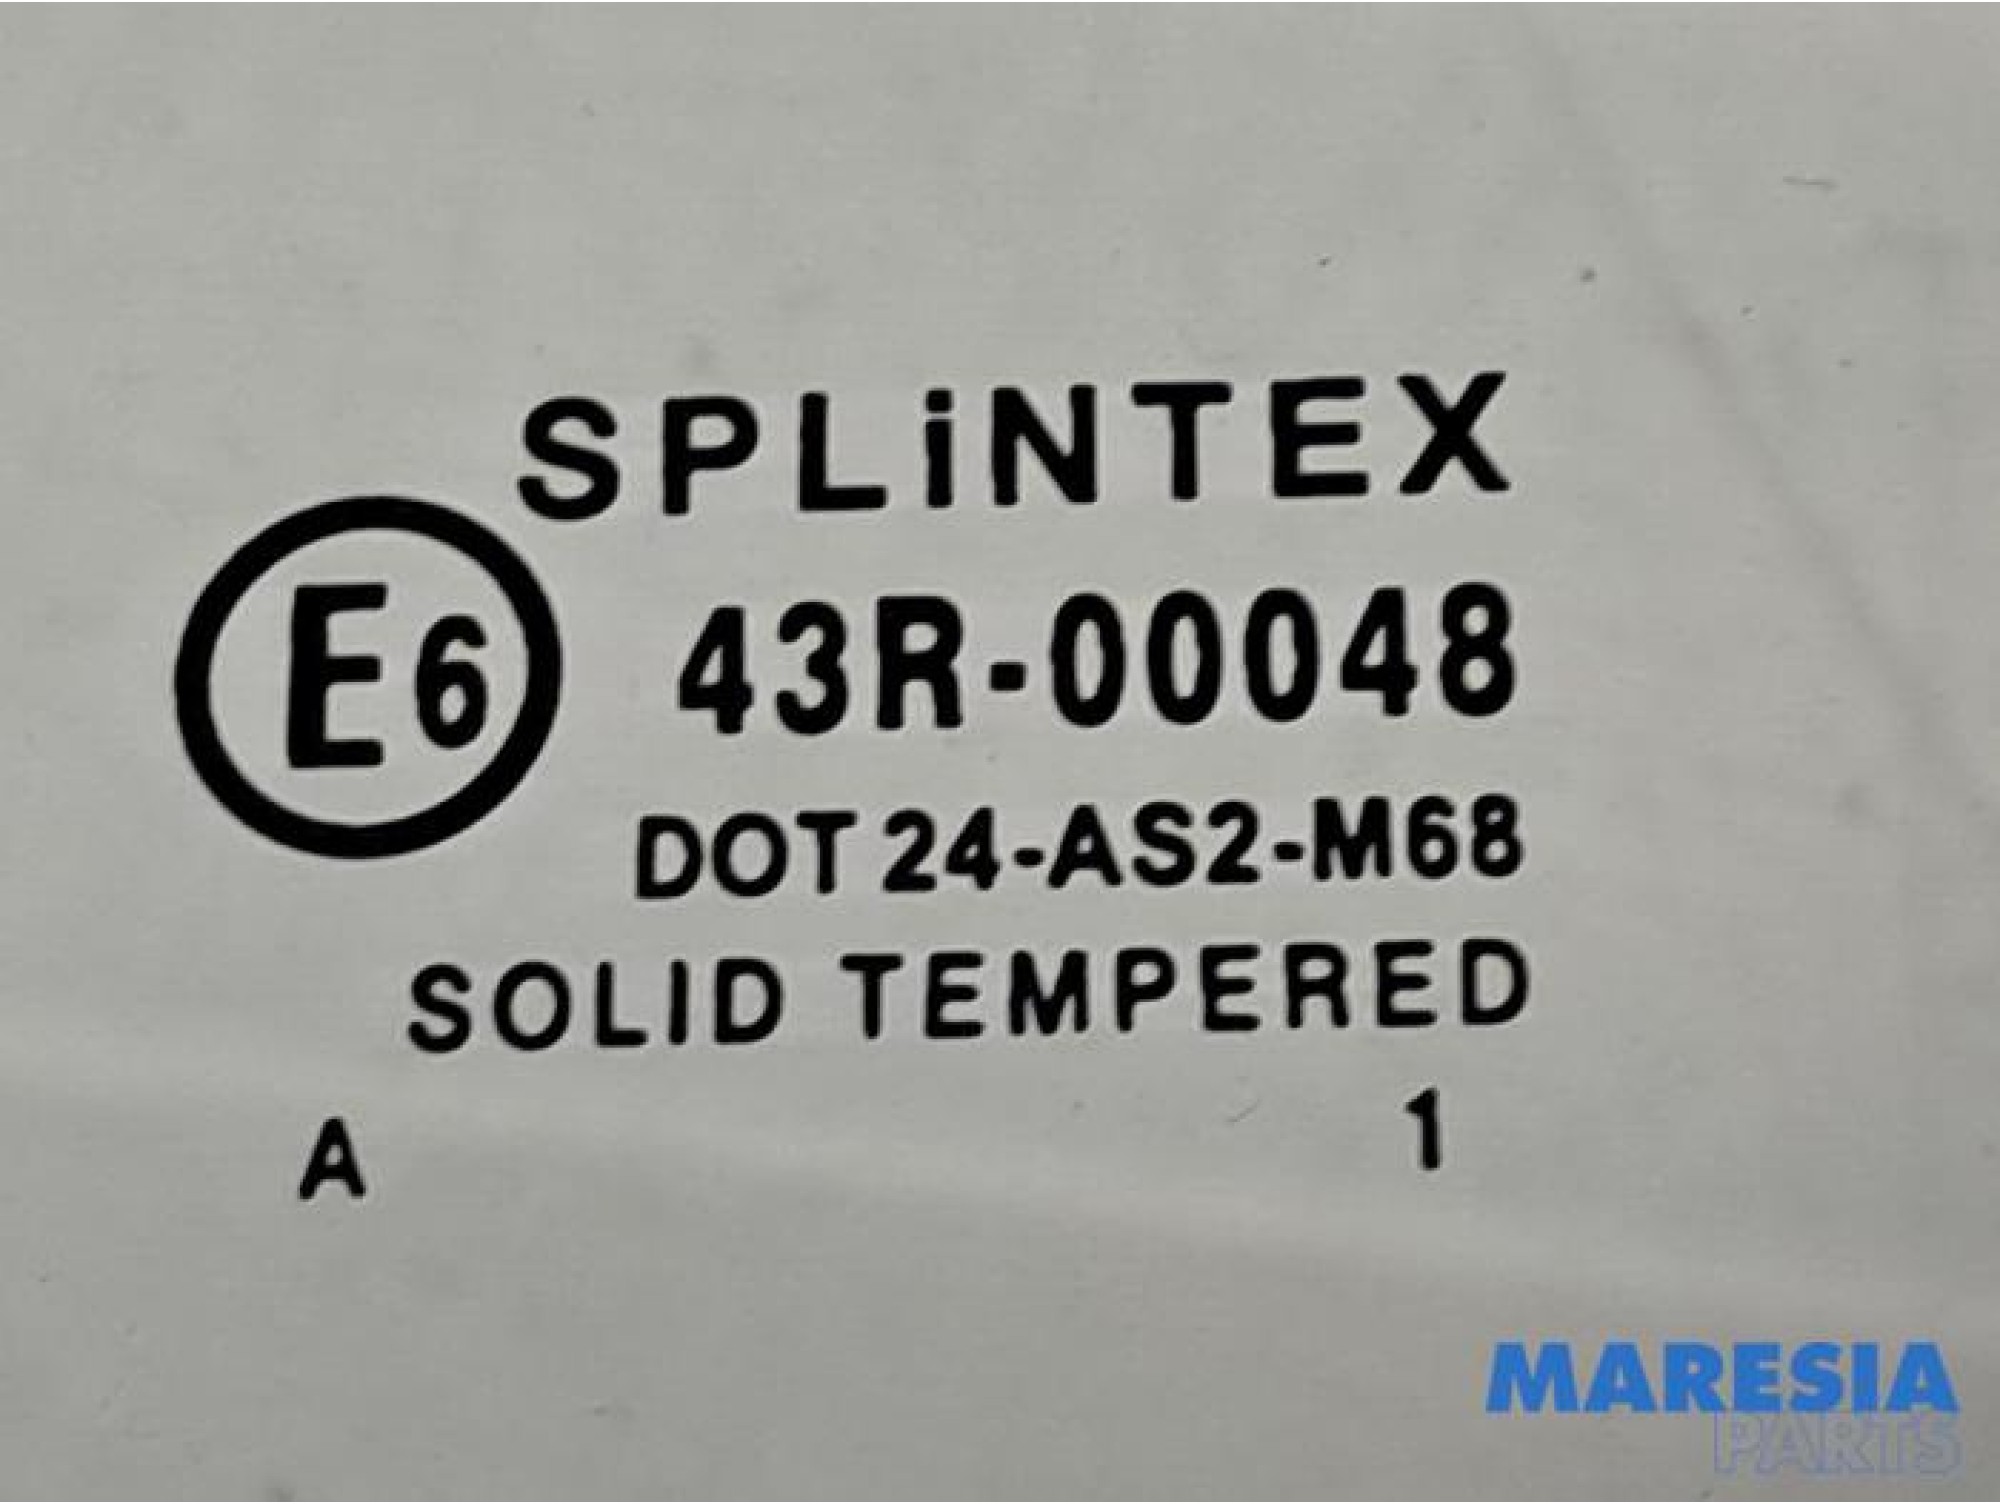 SPLiNTEX
E6 43R-00048
DOT 24-AS2-M68
SOLID TEMPERED
A 1
MARESIA
PARTS